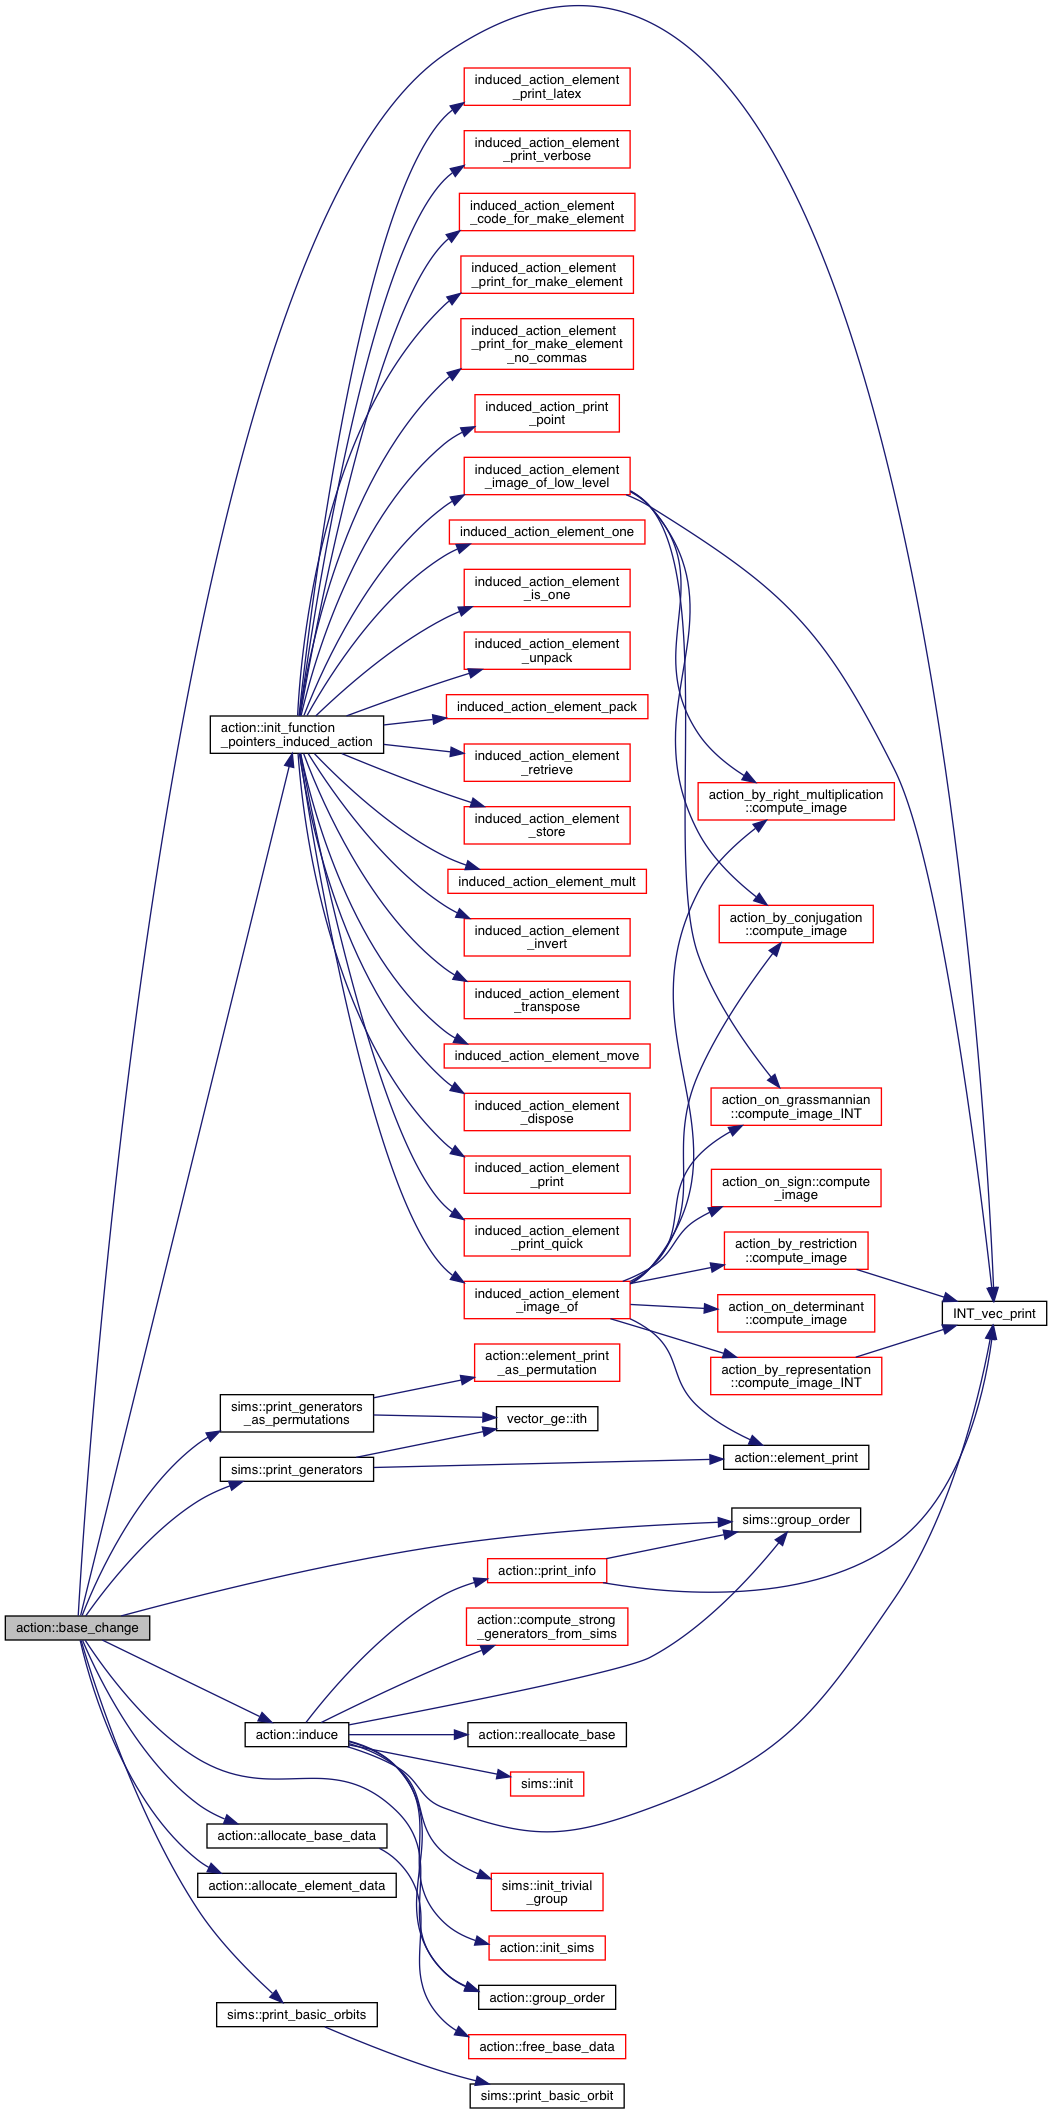 induced_action_element
_print_latex
induced_action_element
_print_verbose
induced_action_element
_code_for_make_element
induced_action_element
_print_for_make_element
induced_action_element
_print_for_make_element
_no_commas
induced_action_print
_point
induced_action_element
_image_of_low_level
induced_action_element_one
induced_action_element
_is_one
induced_action_element
_unpack
induced_action_element_pack
action::init_function
_pointers_induced_action
induced_action_element
_retrieve
action_by_right_multiplication
::compute_image
induced_action_element
_store
induced_action_element_mult
action_by_conjugation
::compute_image
induced_action_element
_invert
induced_action_element
_transpose
induced_action_element_move
action_on_grassmannian
::compute_image_INT
induced_action_element
_dispose
induced_action_element
_print
action_on_sign::compute
_image
induced_action_element
_print_quick
action_by_restriction
::compute_image
induced_action_element
_image_of
action_on_determinant
::compute_image
INT_vec_print
action::element_print
_as_permutation
action_by_representation
::compute_image_INT
sims::print_generators
_as_permutations
vector_ge::ith
action::element_print
sims::print_generators
sims::group_order
action::print_info
action::base_change
action::compute_strong
_generators_from_sims
action::induce
action::reallocate_base
sims::init
action::allocate_base_data
action::allocate_element_data
sims::init_trivial
_group
action::init_sims
action::group_order
sims::print_basic_orbits
action::free_base_data
sims::print_basic_orbit